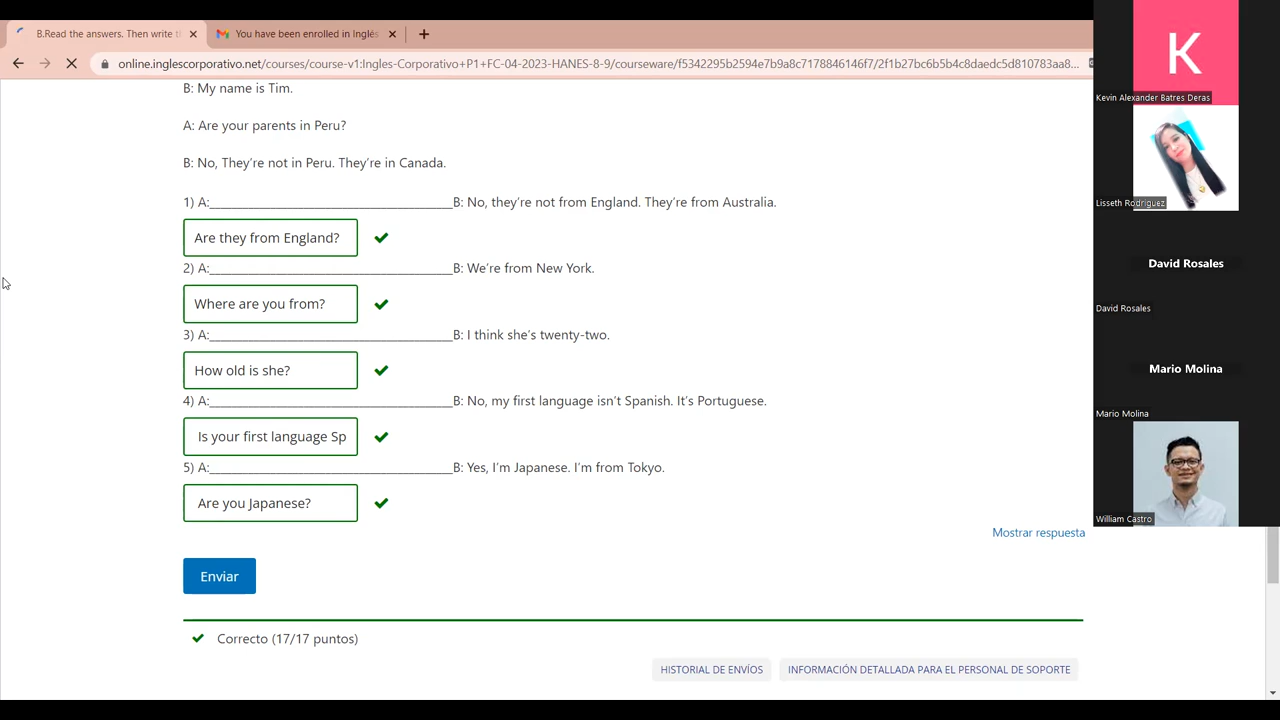 B.Read the answers. Then write th
You have been enrolled in Inglés
online.inglescorporativo.net/courses/course-v1:Ingles-Corporativo+P1+FC-04-2023-HANES-8-9/courseware/f5342295b2594e7b9a8c7178846146f7/2f1b27bc6b5b4c8daedc5d810783aa8...
B: My name is Tim.
A: Are your parents in Peru?
B: No, They're not in Peru. They're in Canada.
1) A:____________________________________B: No, they're not from England. They're from Australia.
Are they from England?
2) A:____________________________________B: We're from New York.
Where are you from?
3) A:____________________________________B: I think she's twenty-two.
How old is she?
4) A:____________________________________B: No, my first language isn't Spanish. It's Portuguese.
Is your first language Sp
5) A:____________________________________B: Yes, I'm Japanese. I'm from Tokyo.
Are you Japanese?
Mostrar respuesta
Enviar
Correcto (17/17 puntos)
HISTORIAL DE ENVÍOS
INFORMACIÓN DETALLADA PARA EL PERSONAL DE SOPORTE
K
Kevin Alexander Batres Deras
Lisseth Rodriguez
David Rosales
David Rosales
Mario Molina
Mario Molina
William Castro